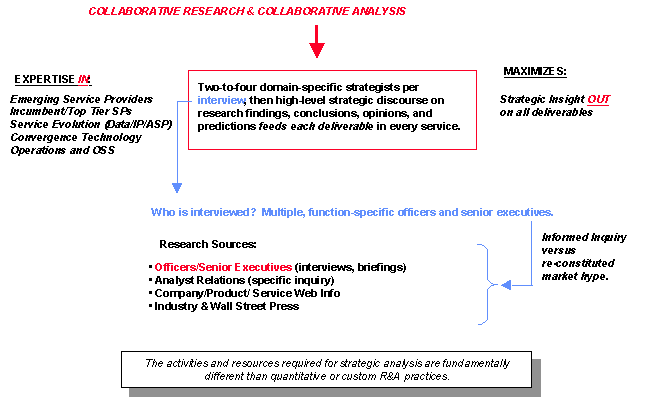 COLLABORATIVE RESEARCH & COLLABORATIVE ANALYSIS
EXPERTISE IN:
Emerging Service Providers
Incumbent/Top Tier SPs
Service Evolution (Data/IP/ASP)
Convergence Technology
Operations and OSS
Two-to-four domain-specific strategists per
interview; then high-level strategic discourse on
research findings, conclusions, opinions, and
predictions feeds each deliverable in every service.
MAXIMIZES:
Strategic Insight OUT
on all deliverables
Who is interviewed? Multiple, function-specific officers and senior executives.
Research Sources:
• Officers/Senior Executives (interviews, briefings)
• Analyst Relations (specific inquiry)
• Company/Product/ Service Web Info
• Industry & Wall Street Press
Informed Inquiry
versus
re-constituted
market hype.
The activities and resources required for strategic analysis are fundamentally
different than quantitative or custom R&A practices.